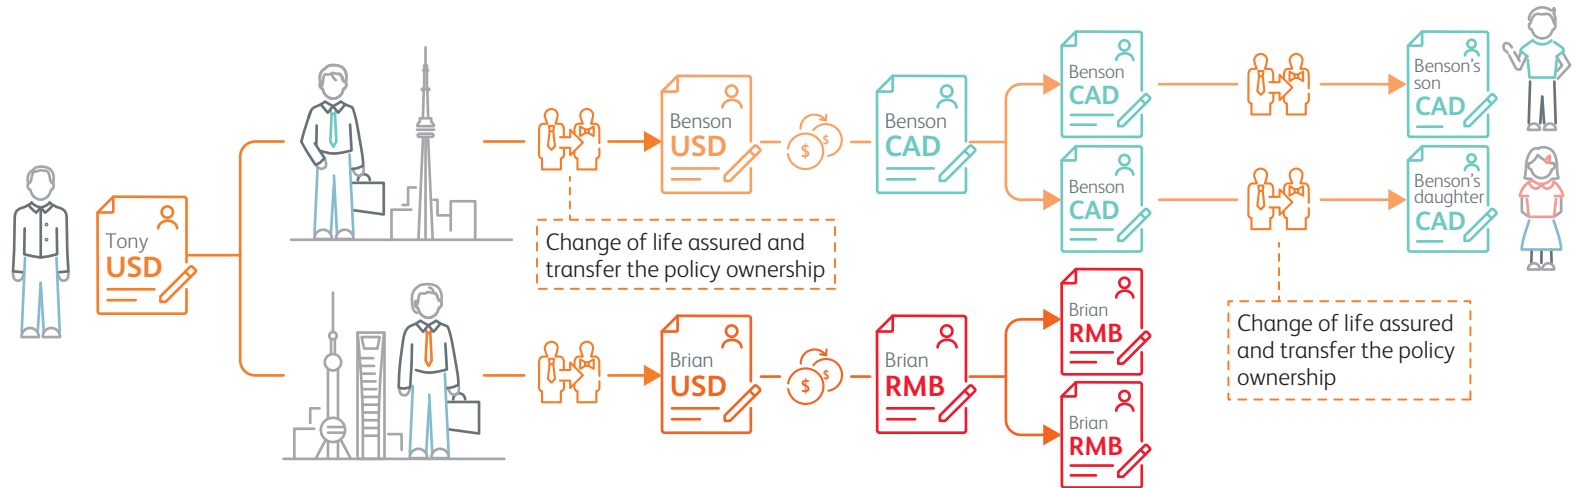 Tony
USD
Benson
USD
Benson
CAD
Benson
CAD
Benson's
son
CAD
Benson
CAD
Benson's
daughter
CAD
Change of life assured and
transfer the policy ownership
Brian
USD
Brian
RMB
Brian
RMB
Brian
RMB
Change of life assured
and transfer the policy
ownership
$
$
$
$